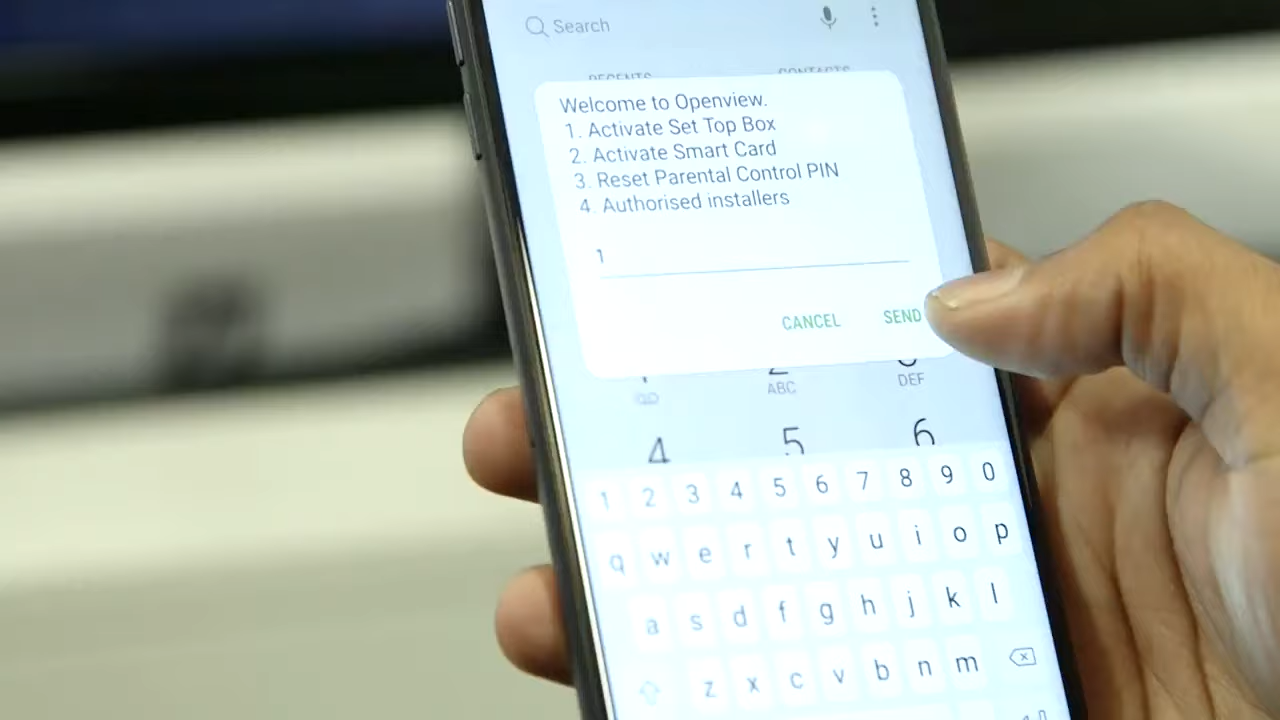 Search
RECENTS CONTACTS
Welcome to Openview.
1. Activate Set Top Box
2. Activate Smart Card
3. Reset Parental Control PIN
4. Authorised installers
1
CANCEL SEND
ABC DEF
4 5 6
1 2 3 4 5 6 7 8 9 0
q w e r t y u i o p
a s d f g h j k l
z x c v b n m